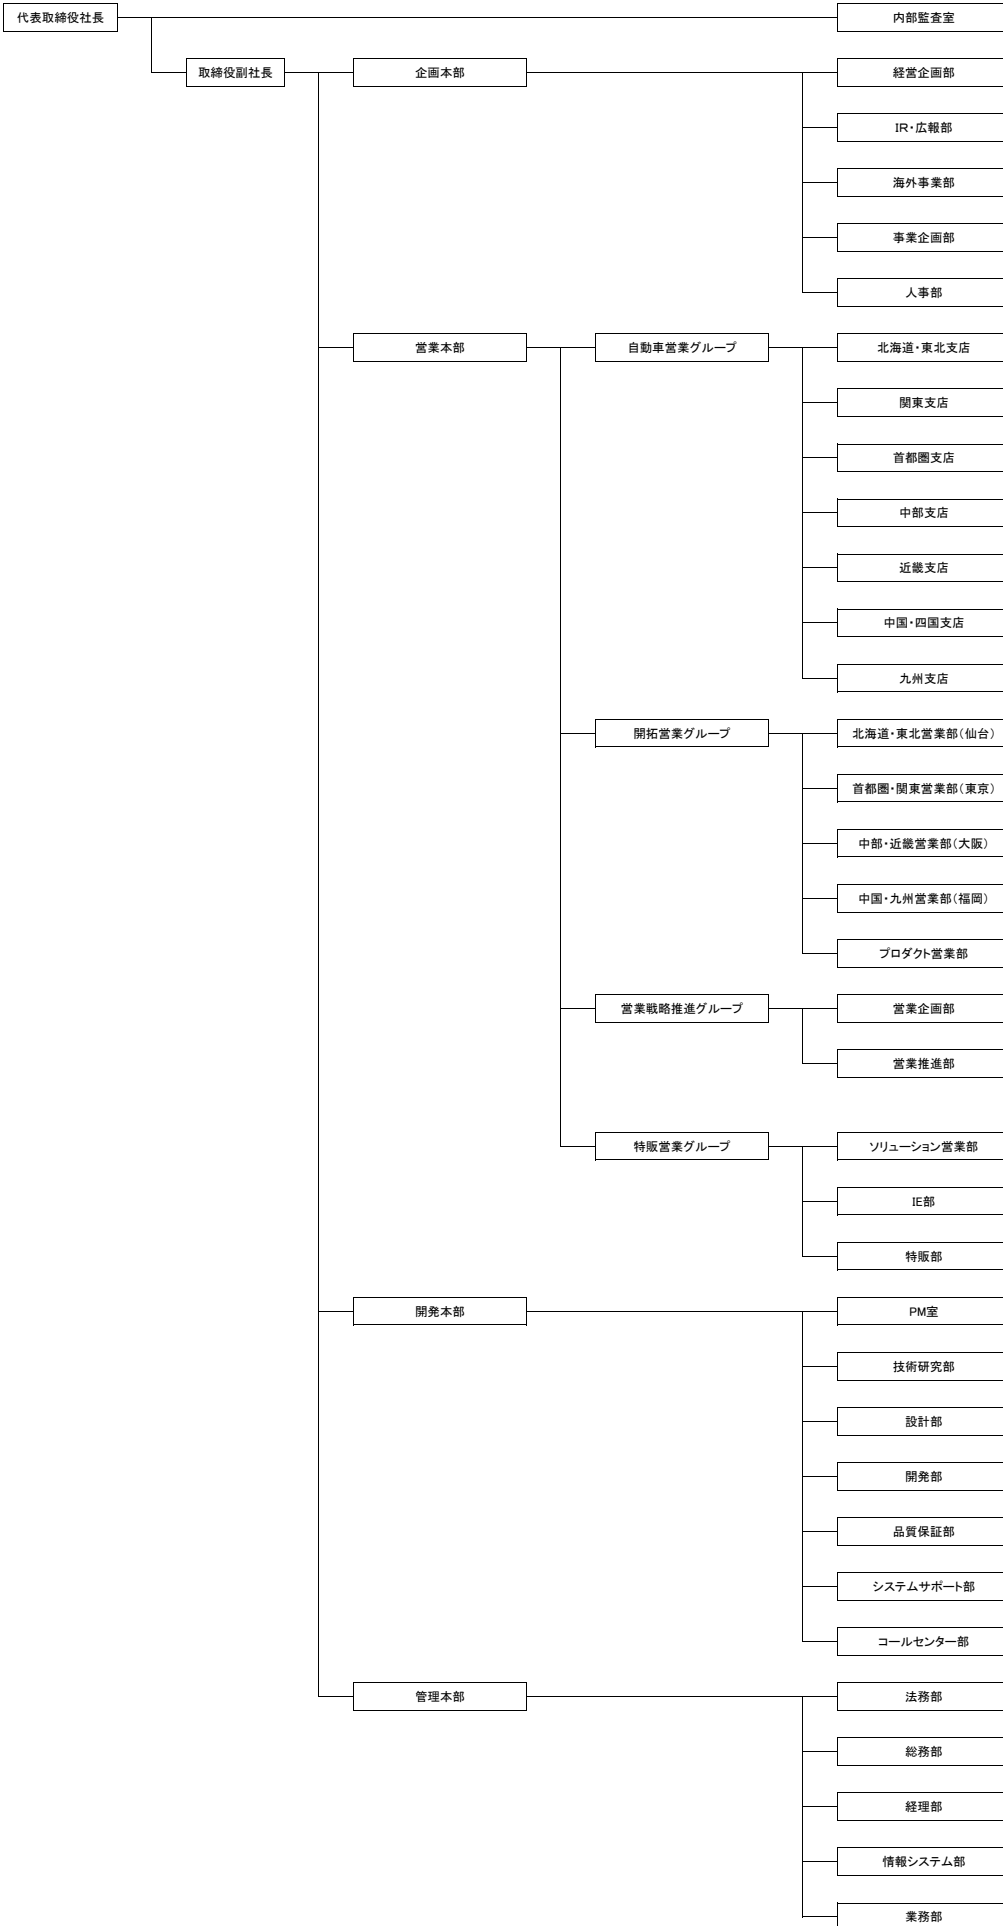 代表取締役社長
内部監査室
取締役副社長
企画本部
経営企画部
IR・広報部
海外事業部
事業企画部
人事部
営業本部
自動車営業グループ
北海道・東北支店
関東支店
首都圏支店
中部支店
近畿支店
中国・四国支店
九州支店
開拓営業グループ
北海道・東北営業部(仙台)
首都圏・関東営業部(東京)
中部・近畿営業部(大阪)
中国・九州営業部(福岡)
プロダクト営業部
営業戦略推進グループ
営業企画部
営業推進部
特販営業グループ
ソリューション営業部
IE部
特販部
開発本部
PM室
技術研究部
設計部
開発部
品質保証部
システムサポート部
コールセンター部
管理本部
法務部
総務部
経理部
情報システム部
業務部